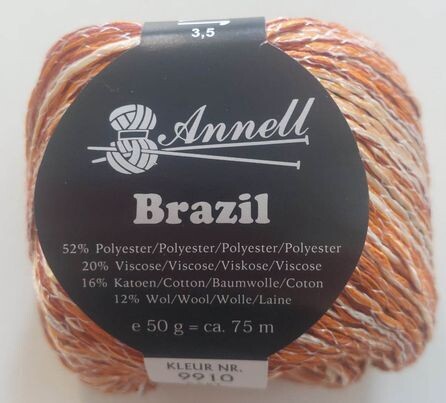 3,5
Annell
Brazil
52% Polyester/Polyester/Polyester/Polyester
20% Viscose/Viscose/Viskose/Viscose
16% Katoen/Cotton/Baumwolle/Coton
12% Wol/Wool/Wolle/Laine
e 50 g = ca. 75 m
KLEUR NR.
9910